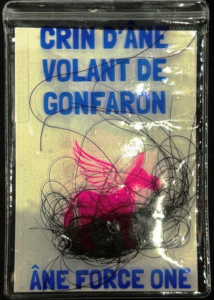 CRIN D'ÂNE
VOLANT DE
GONFARON
ÂNE FORCE ONE